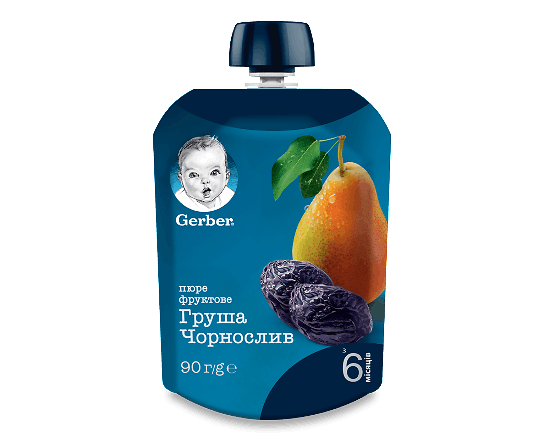 Gerber
пюре
фруктове
Груша
Чорнослив
90 г/g ℮
з
6
місяців